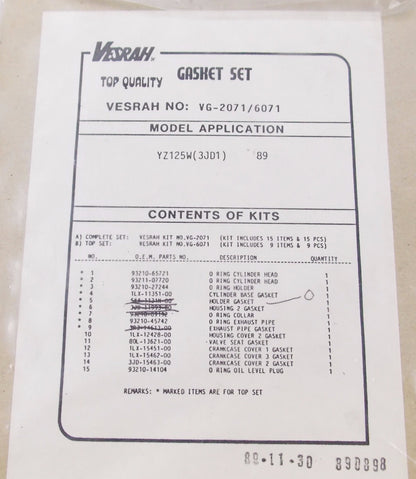 VESRAH
TOP QUALITY GASKET SET
VESRAH NO: VG-2071/6071
MODEL APPLICATION
YZ125W(3JD1) '89
CONTENTS OF KITS
A) COMPLETE SET: VESRAH KIT NO.VG-2071 (KIT INCLUDES 15 ITEMS & 15 PCS)
B) TOP SET: VESRAH KIT NO.VG-6071 (KIT INCLUDES 9 ITEMS & 9 PCS)
NO. O.E.M. PARTS NO. DESCRIPTION QUANTITY
* 1 93210-65721 O RING CYLINDER HEAD 1
* 2 93211-07720 O RING CYLINDER HEAD 1
* 3 93210-27244 O RING HOLDER 1
* 4 1LX-11351-00 CYLINDER BASE GASKET 1
* 5 HOLDER GASKET 1
* 6 HOUSING 2 GASKET 1
* 7 O RING COLLAR 1
* 8 93210-45742 O RING EXHAUST PIPE 1
* 9 EXHAUST PIPE GASKET 1
10 1LX-12428-00 HOUSING COVER 2 GASKET 1
11 80L-13621-00 VALVE SEAT GASKET 1
12 1LX-15451-00 CRANKCASE COVER 1 GASKET 1
13 1LX-15462-00 CRANKCASE COVER 3 GASKET 1
14 3JD-15463-00 CRANKCASE COVER 2 GASKET 1
15 93210-14104 O RING OIL LEVEL PLUG 1
REMARKS: * MARKED ITEMS ARE FOR TOP SET
89-11-30 890898